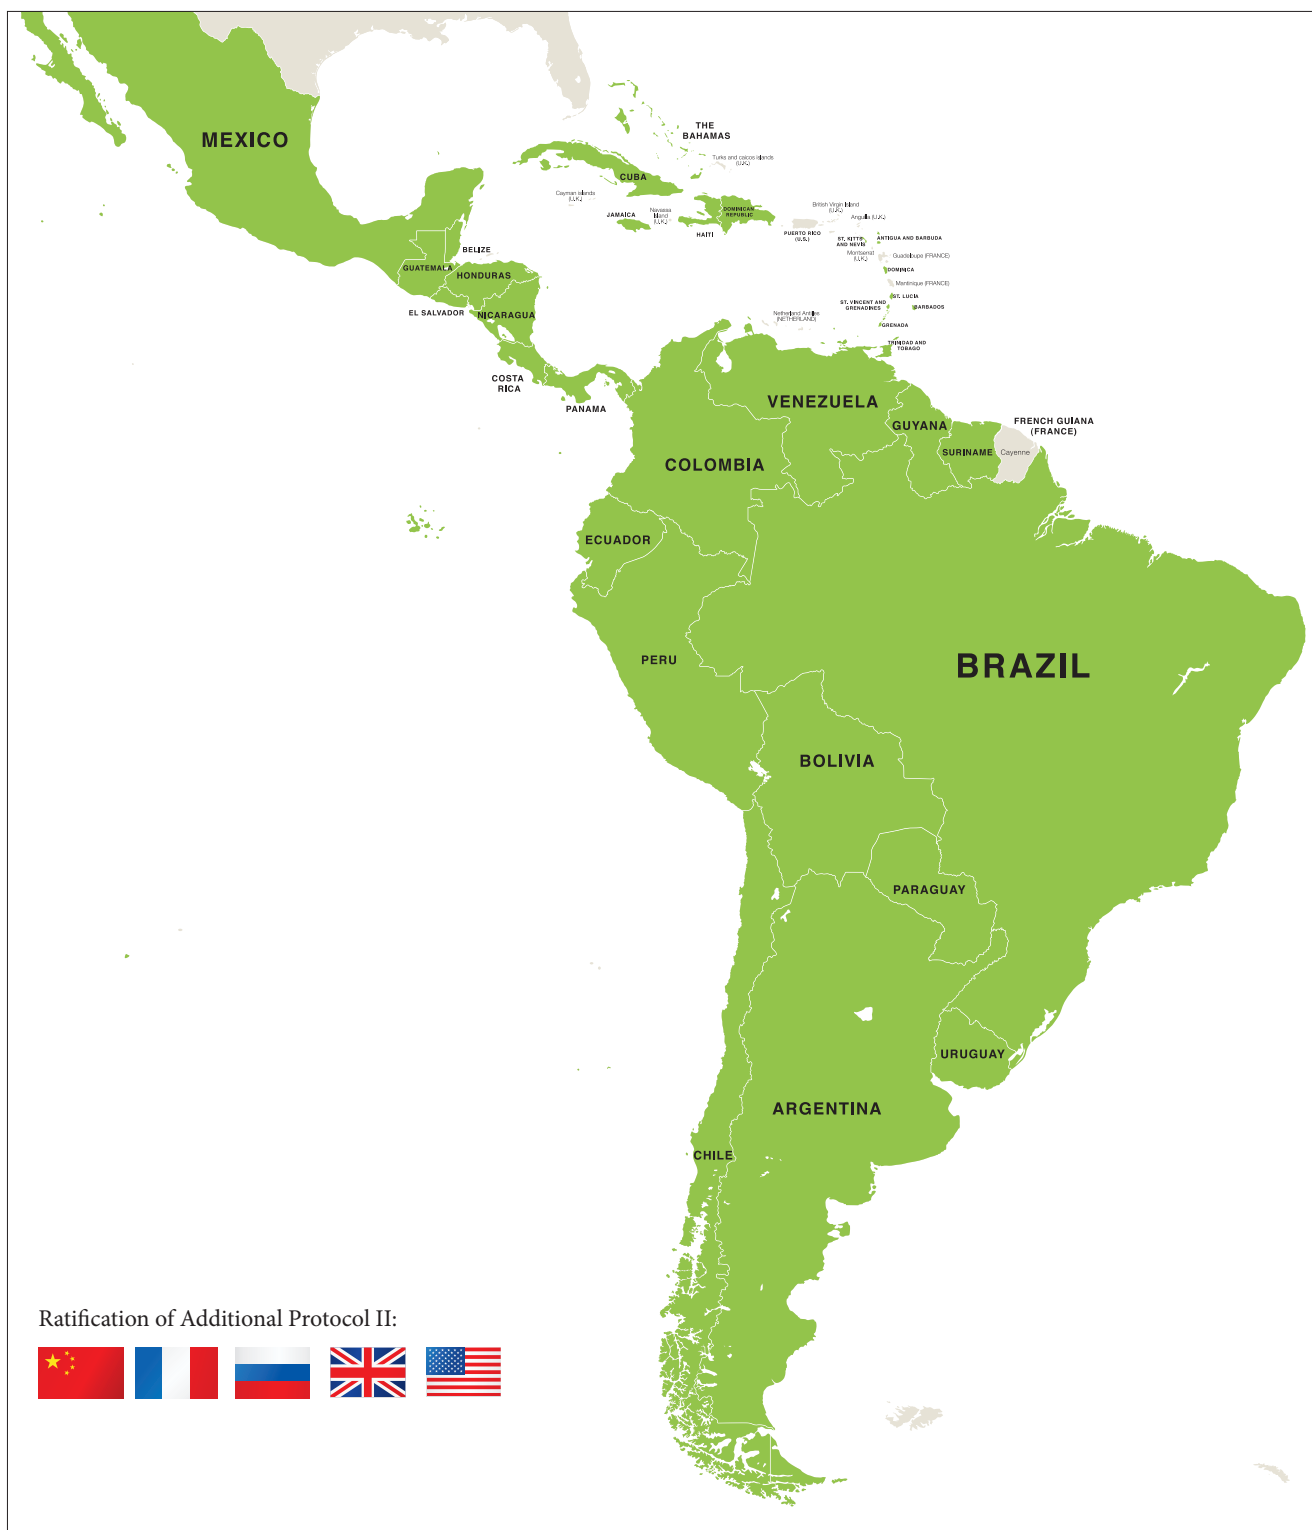 MEXICO
THE
BAHAMAS
Turks and caicos islands
(U.K.)
CUBA
Cayman islands
(U.K.)
JAMAICA
Navassa
Island
(U.K.)
HAITI
DOMINICAN
REPUBLIC
PUERTO RICO
(U.S.)
British Virgin Island
(U.K.)
Anguilla (U.K.)
ST. KITTS
AND NEVIS
ANTIGUA AND BARBUDA
Montserrat
(U.K.)
Guadeloupe (FRANCE)
DOMINICA
Martinique (FRANCE)
ST. LUCIA
ST. VINCENT AND
GRENADINES
BARBADOS
Netherland Antilles
(NETHERLAND)
GRENADA
TRINIDAD AND
TOBAGO
BELIZE
GUATEMALA
HONDURAS
EL SALVADOR
NICARAGUA
COSTA
RICA
PANAMA
VENEZUELA
GUYANA
FRENCH GUIANA
(FRANCE)
SURINAME
Cayenne
COLOMBIA
ECUADOR
PERU
BRAZIL
BOLIVIA
PARAGUAY
URUGUAY
ARGENTINA
CHILE
Ratification of Additional Protocol II: